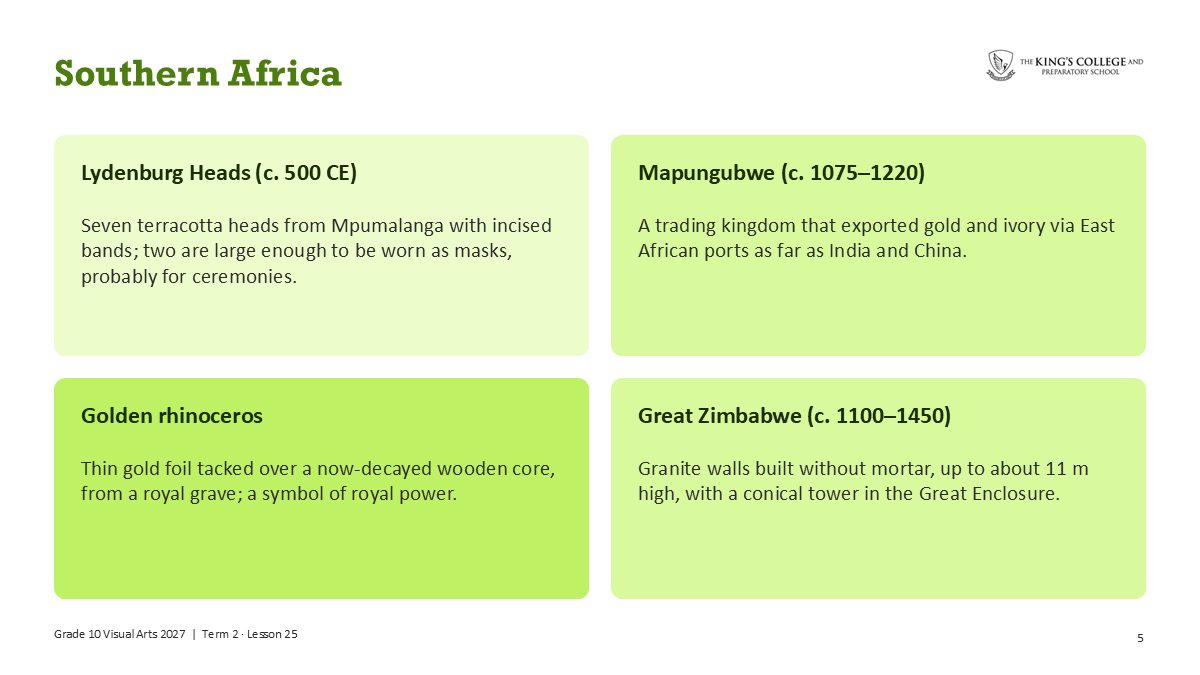 Southern Africa
THE KING'S COLLEGE AND
PREPARATORY SCHOOL
Lydenburg Heads (c. 500 CE)
Seven terracotta heads from Mpumalanga with incised
bands; two are large enough to be worn as masks,
probably for ceremonies.
Mapungubwe (c. 1075–1220)
A trading kingdom that exported gold and ivory via East
African ports as far as India and China.
Golden rhinoceros
Thin gold foil tacked over a now-decayed wooden core,
from a royal grave; a symbol of royal power.
Great Zimbabwe (c. 1100–1450)
Granite walls built without mortar, up to about 11 m
high, with a conical tower in the Great Enclosure.
Grade 10 Visual Arts 2027 | Term 2 · Lesson 25
5